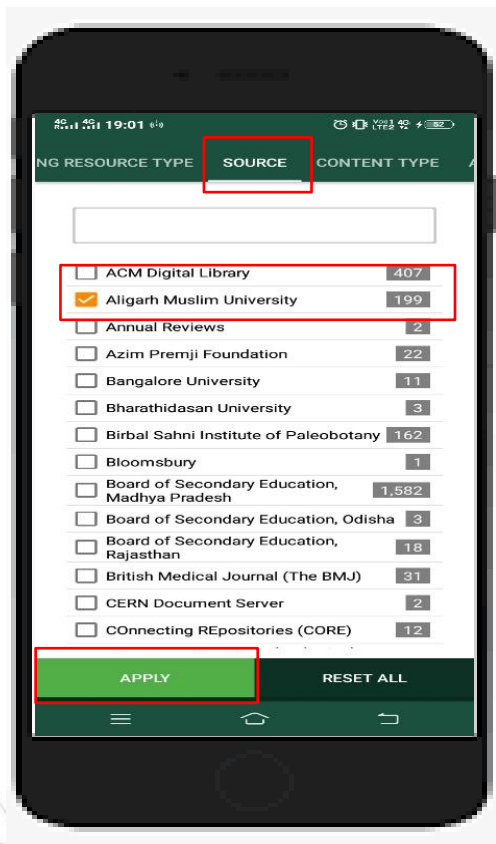 19:01
NG RESOURCE TYPE SOURCE CONTENT TYPE
ACM Digital Library 407
Aligarh Muslim University 199
Annual Reviews 2
Azim Premji Foundation 22
Bangalore University 11
Bharathidasan University 3
Birbal Sahni Institute of Paleobotany 162
Bloomsbury 1
Board of Secondary Education,
Madhya Pradesh 1,582
Board of Secondary Education, Odisha 3
Board of Secondary Education,
Rajasthan 18
British Medical Journal (The BMJ) 31
CERN Document Server 2
COnnecting REpositories (CORE) 12
APPLY RESET ALL